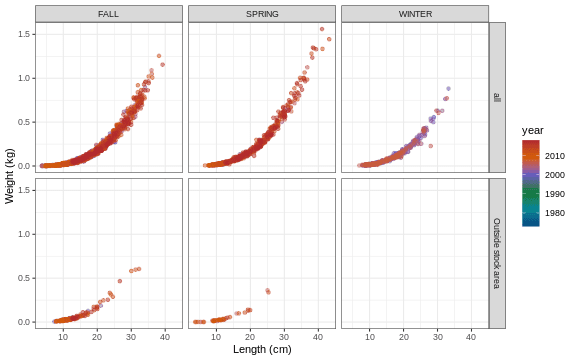 FALL SPRING WINTER
1.5
1.0
0.5
0.0
all
1.5
1.0
0.5
0.0
Outside stock area
10 20 30 40 10 20 30 40 10 20 30 40
Length (cm)
Weight (kg)
year
2010
2000
1990
1980